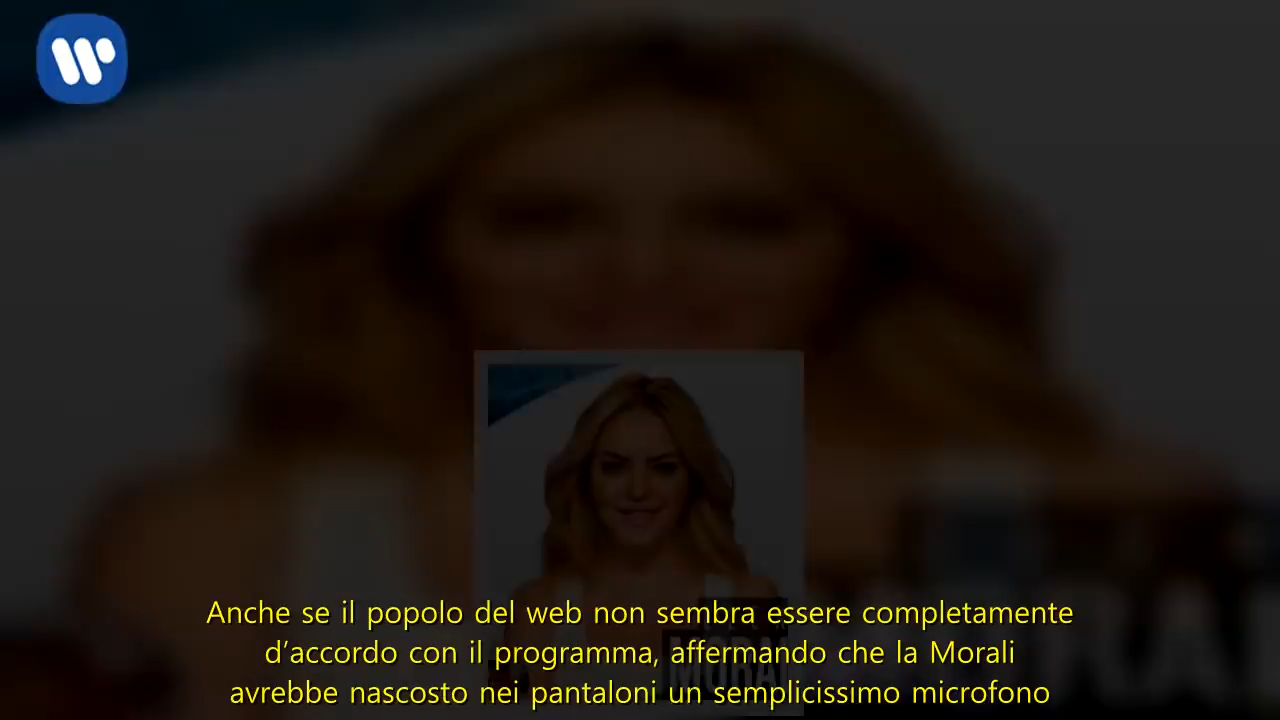 Anche se il popolo del web non sembra essere completamente
d’accordo con il programma, affermando che la Morali
avrebbe nascosto nei pantaloni un semplicissimo microfono